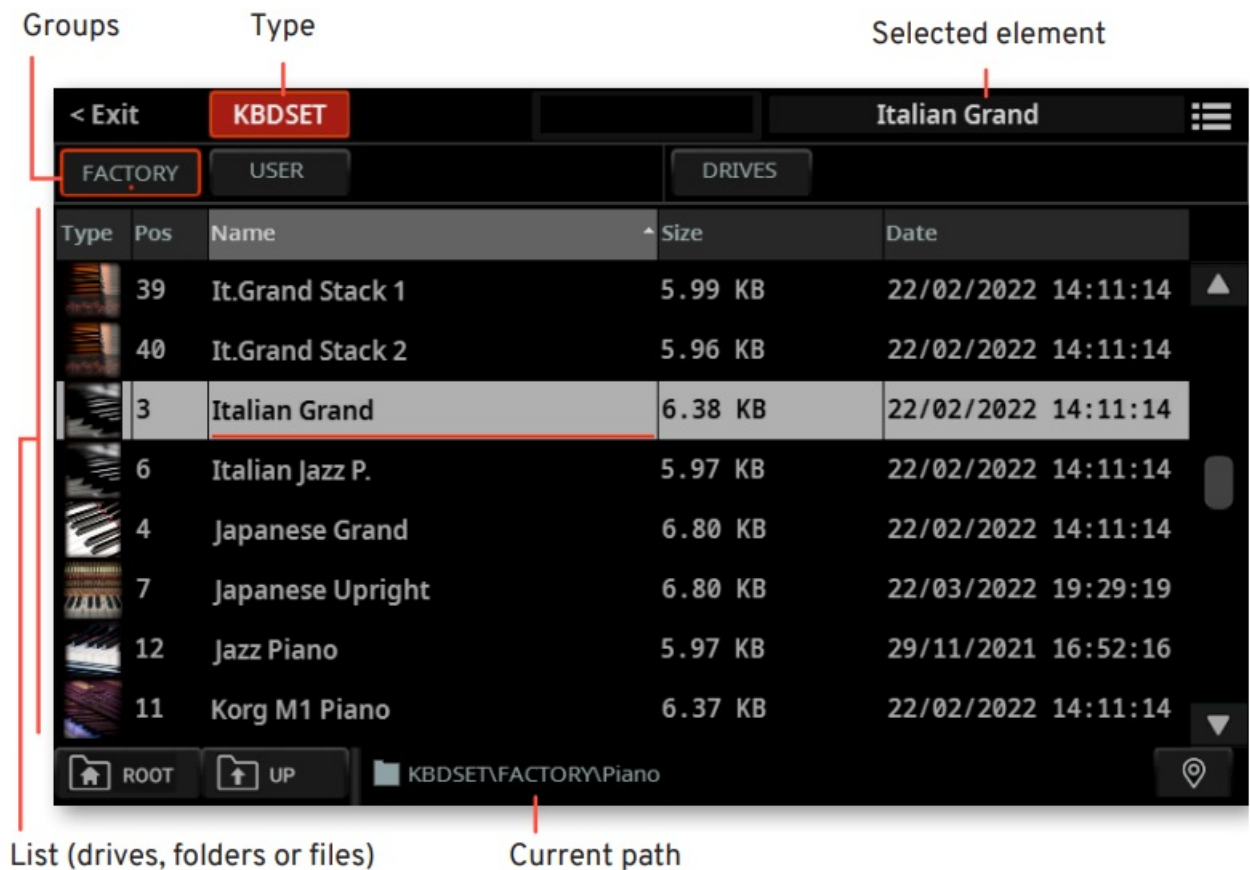 Groups Type Selected element
< Exit KBDSET Italian Grand
FACTORY USER DRIVES
Type Pos Name Size Date
39 It.Grand Stack 1 5.99 KB 22/02/2022 14:11:14
40 It.Grand Stack 2 5.96 KB 22/02/2022 14:11:14
3 Italian Grand 6.38 KB 22/02/2022 14:11:14
6 Italian Jazz P. 5.97 KB 22/02/2022 14:11:14
4 Japanese Grand 6.80 KB 22/02/2022 14:11:14
7 Japanese Upright 6.80 KB 22/03/2022 19:29:19
12 Jazz Piano 5.97 KB 29/11/2021 16:52:16
11 Korg M1 Piano 6.37 KB 22/02/2022 14:11:14
ROOT UP KBDSET\FACTORY\Piano
List (drives, folders or files) Current path